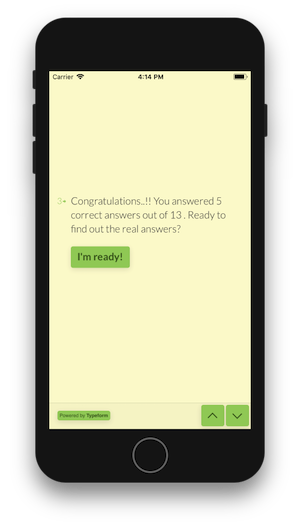 Carrier 4:14 PM
3→ Congratulations..!! You answered 5
correct answers out of 13 . Ready to
find out the real answers?
I'm ready!
Powered by Typeform